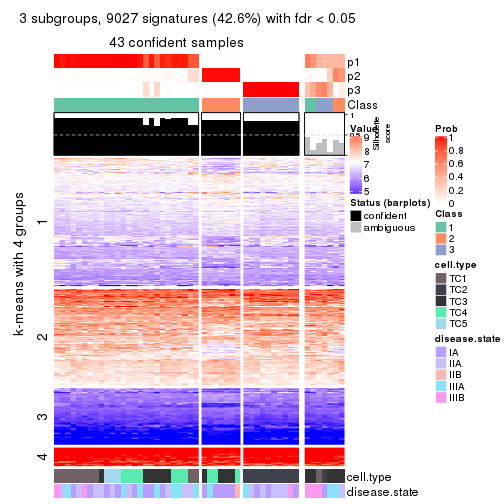 3 subgroups, 9027 signatures (42.6%) with fdr < 0.05
43 confident samples
p1
p2
p3
Class
1
Silhouette
score
k-means with 4 groups
1
2
3
4
cell.type
disease.state
Value
9
8
7
6
5
Status (barplots)
confident
ambiguous
Prob
1
0.8
0.6
0.4
0.2
0
Class
1
2
3
cell.type
TC1
TC2
TC3
TC4
TC5
disease.state
IA
IIA
IIB
IIIA
IIIB